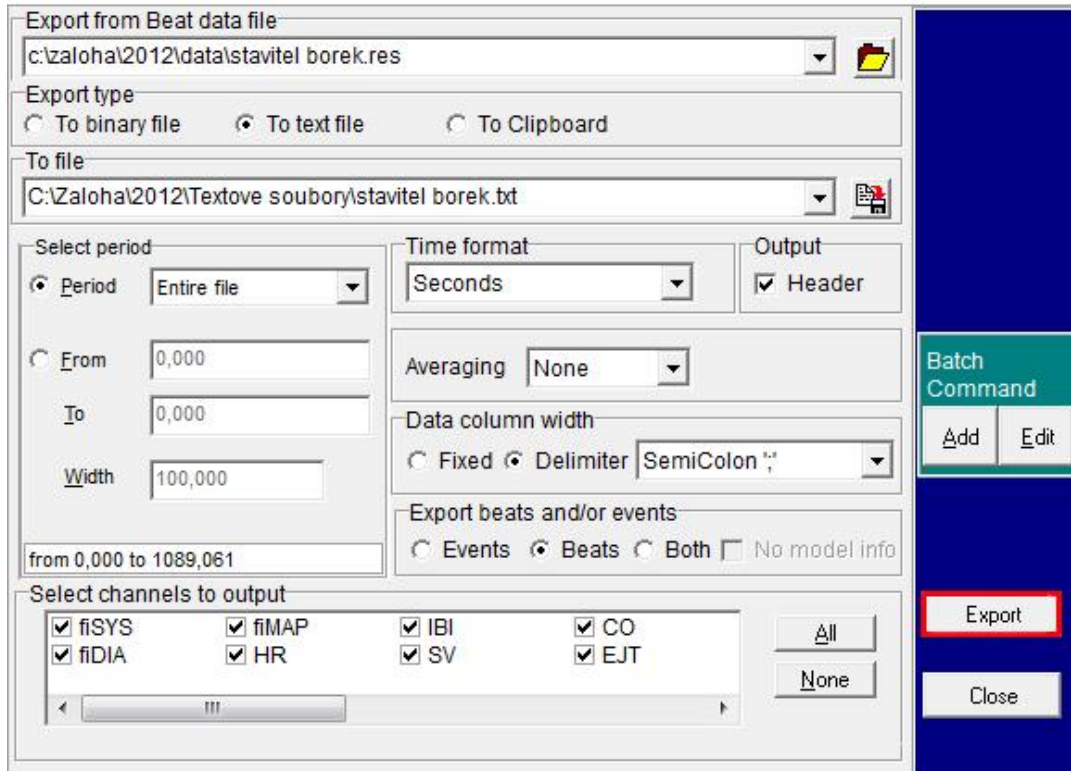 Export from Beat data file
c:\zaloha\2012\data\stavitel borek.res
Export type
To binary file To text file To Clipboard
To file
C:\Zaloha\2012\Textove soubory\stavitel borek.txt
Select period
Period Entire file
From 0,000
To 0,000
Width 100,000
from 0,000 to 1089,061
Time format
Seconds
Output
Header
Averaging None
Data column width
Fixed Delimiter SemiColon ';'
Export beats and/or events
Events Beats Both No model info
Select channels to output
fiSYS fiMAP IBI CO
fiDIA HR SV EJT
All
None
Batch
Command
Add Edit
Export
Close